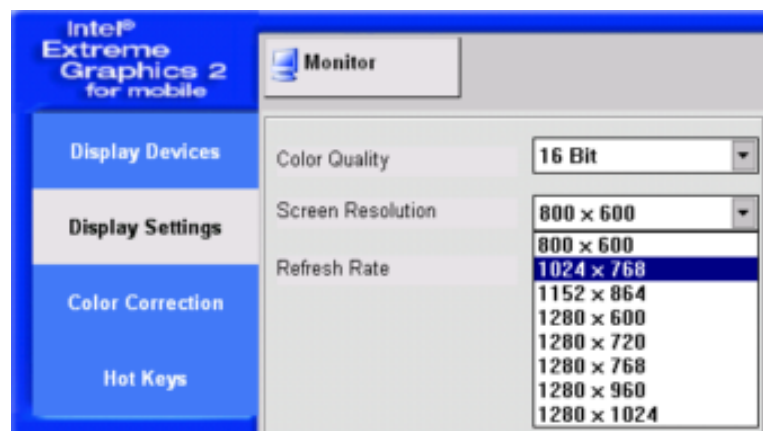 Intel®
Extreme
Graphics 2
for mobile
Monitor
Display Devices
Display Settings
Color Correction
Hot Keys
Color Quality
16 Bit
Screen Resolution
800 x 600
Refresh Rate
800 x 600
1024 x 768
1152 x 864
1280 x 600
1280 x 720
1280 x 768
1280 x 960
1280 x 1024